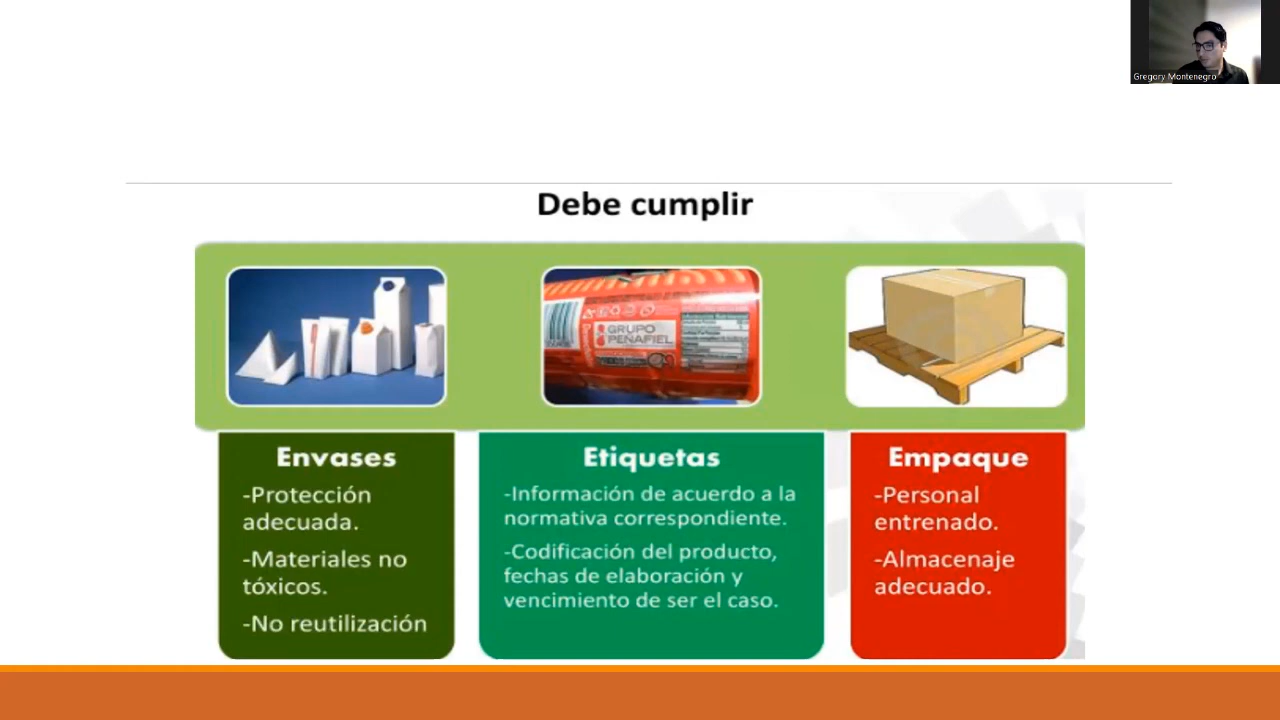 Gregory Montenegro
Debe cumplir
GRUPO
PEÑAFIEL
Envases
-Protección
adecuada.
-Materiales no
tóxicos.
-No reutilización
Etiquetas
-Información de acuerdo a la
normativa correspondiente.
-Codificación del producto,
fechas de elaboración y
vencimiento de ser el caso.
Empaque
-Personal
entrenado.
-Almacenaje
adecuado.